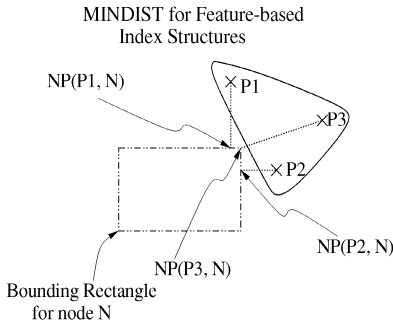 MINDIST for Feature-based
Index Structures
NP(P1, N)
P1
P3
P2
NP(P2, N)
NP(P3, N)
Bounding Rectangle
for node N